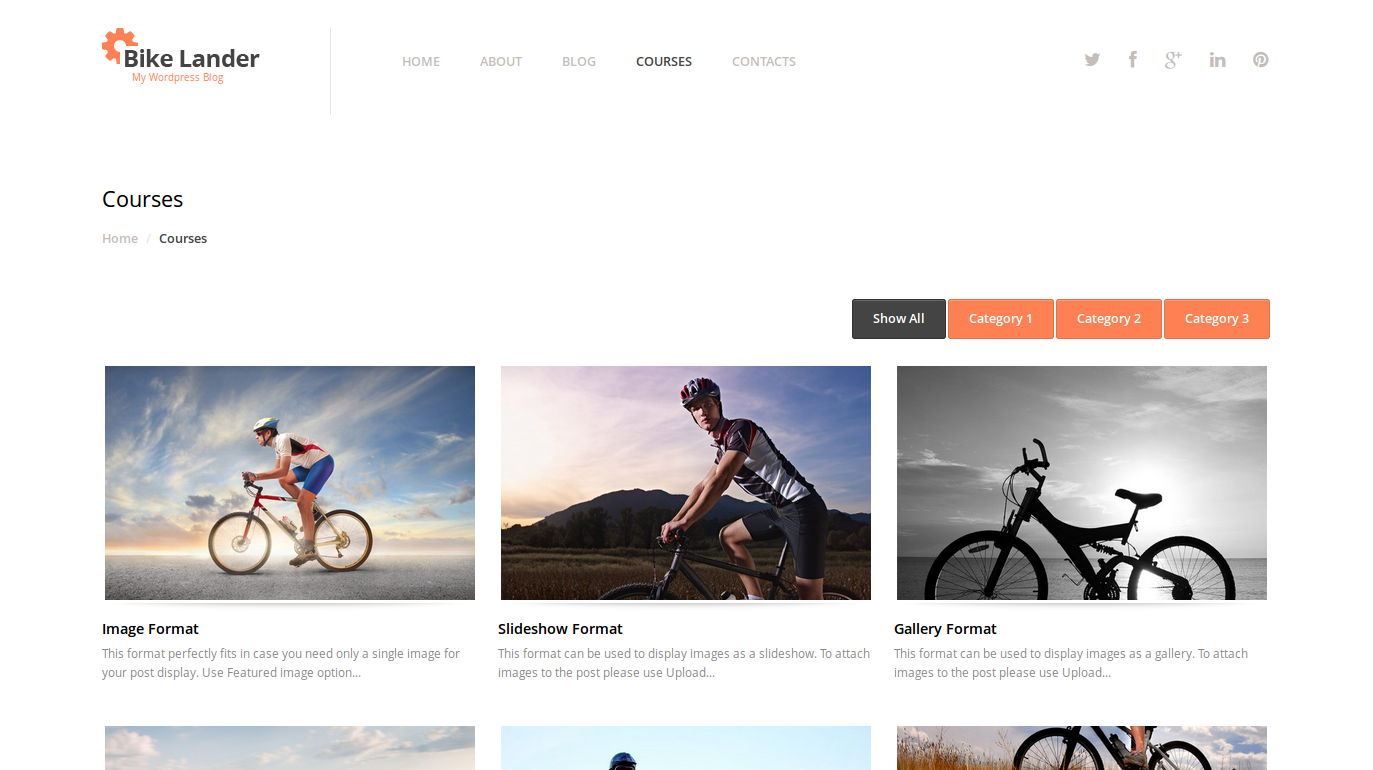 Bike Lander
My Wordpress Blog
HOME ABOUT BLOG COURSES CONTACTS
Courses
Home / Courses
Show All Category 1 Category 2 Category 3
Image Format
This format perfectly fits in case you need only a single image for
your post display. Use Featured image option...
Slideshow Format
This format can be used to display images as a slideshow. To attach
images to the post please use Upload...
Gallery Format
This format can be used to display images as a gallery. To attach
images to the post please use Upload...